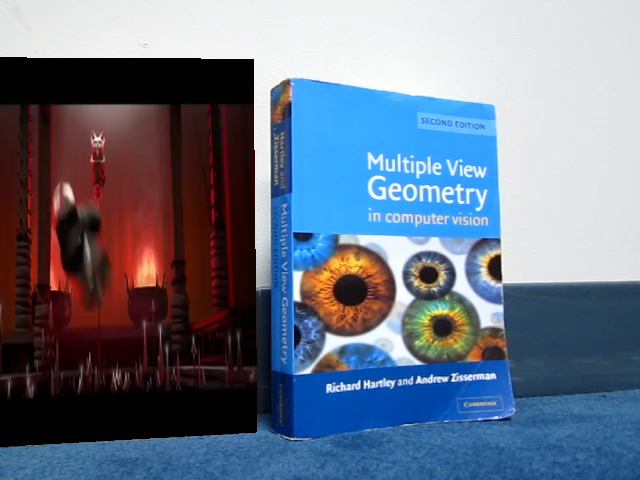 SECOND EDITION
Multiple View
Geometry
in computer vision
Richard Hartley and Andrew Zisserman
CAMBRIDGE
Hartley and
Zisserman
Multiple View Geometry